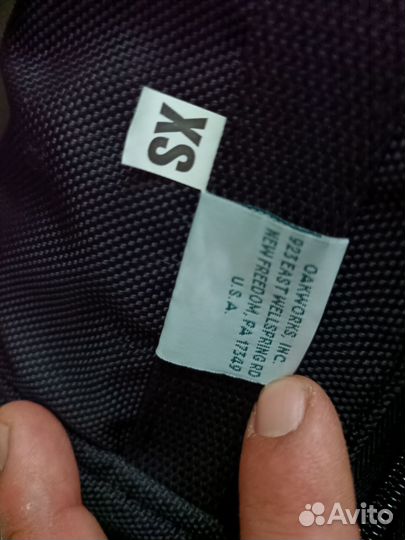 XS
OAKWORKS, INC.
923 EAST WELLSPRING RD
NEW FREEDOM, PA 17349
U.S.A.
Avito